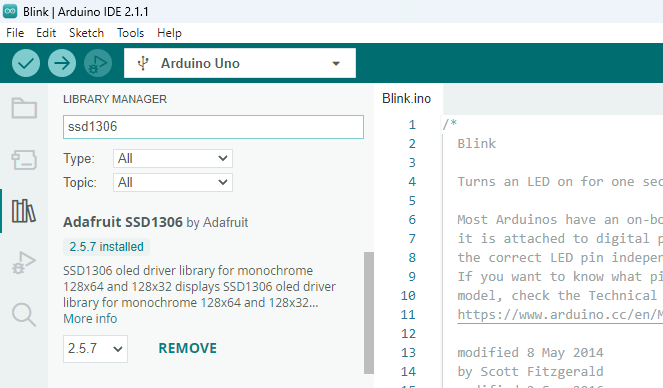 Blink | Arduino IDE 2.1.1
File Edit Sketch Tools Help
Arduino Uno
LIBRARY MANAGER
ssd1306
Type: All
Topic: All
Adafruit SSD1306 by Adafruit
2.5.7 installed
SSD1306 oled driver library for monochrome
128x64 and 128x32 displays SSD1306 oled driver
library for monochrome 128x64 and 128x32...
More info
2.5.7 REMOVE
Blink.ino
1 /*
2 Blink
3
4 Turns an LED on for one sec
5
6 Most Arduinos have an on-bo
7 it is attached to digital p
8 the correct LED pin indepen
9 If you want to know what pi
10 model, check the Technical
11 https://www.arduino.cc/en/M
12
13 modified 8 May 2014
14 by Scott Fitzgerald